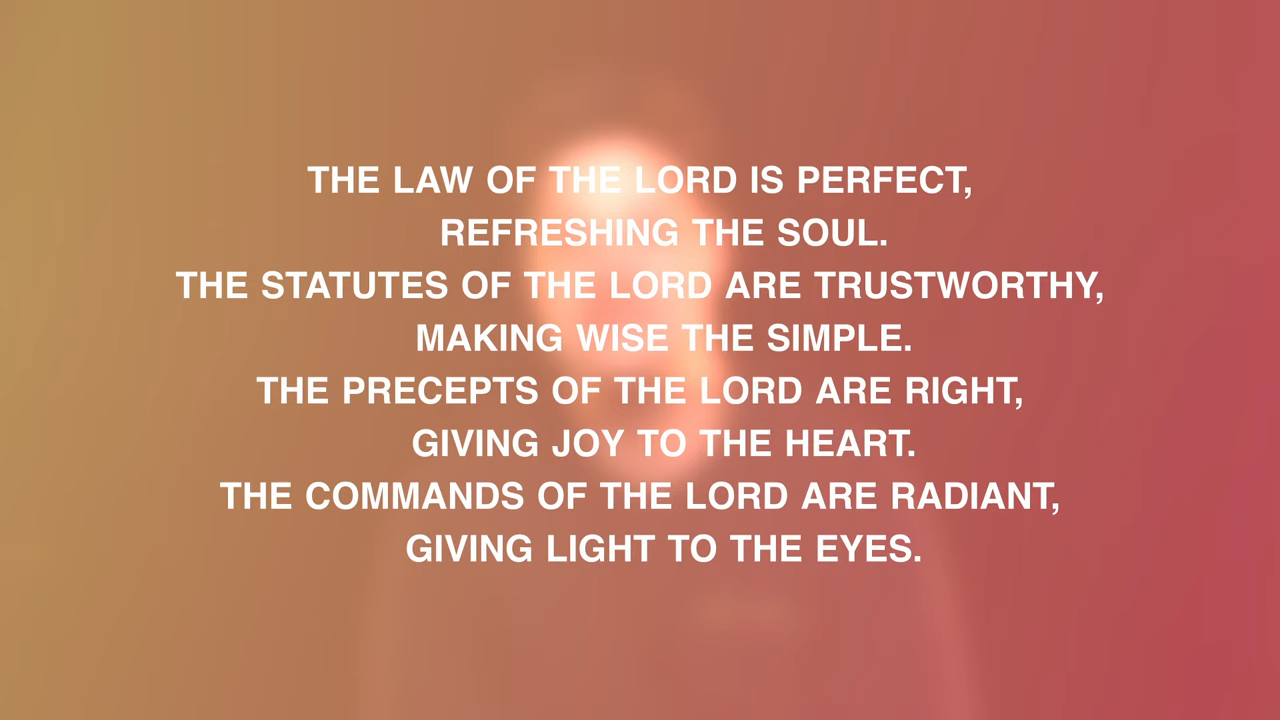 THE LAW OF THE LORD IS PERFECT,
REFRESHING THE SOUL.
THE STATUTES OF THE LORD ARE TRUSTWORTHY,
MAKING WISE THE SIMPLE.
THE PRECEPTS OF THE LORD ARE RIGHT,
GIVING JOY TO THE HEART.
THE COMMANDS OF THE LORD ARE RADIANT,
GIVING LIGHT TO THE EYES.